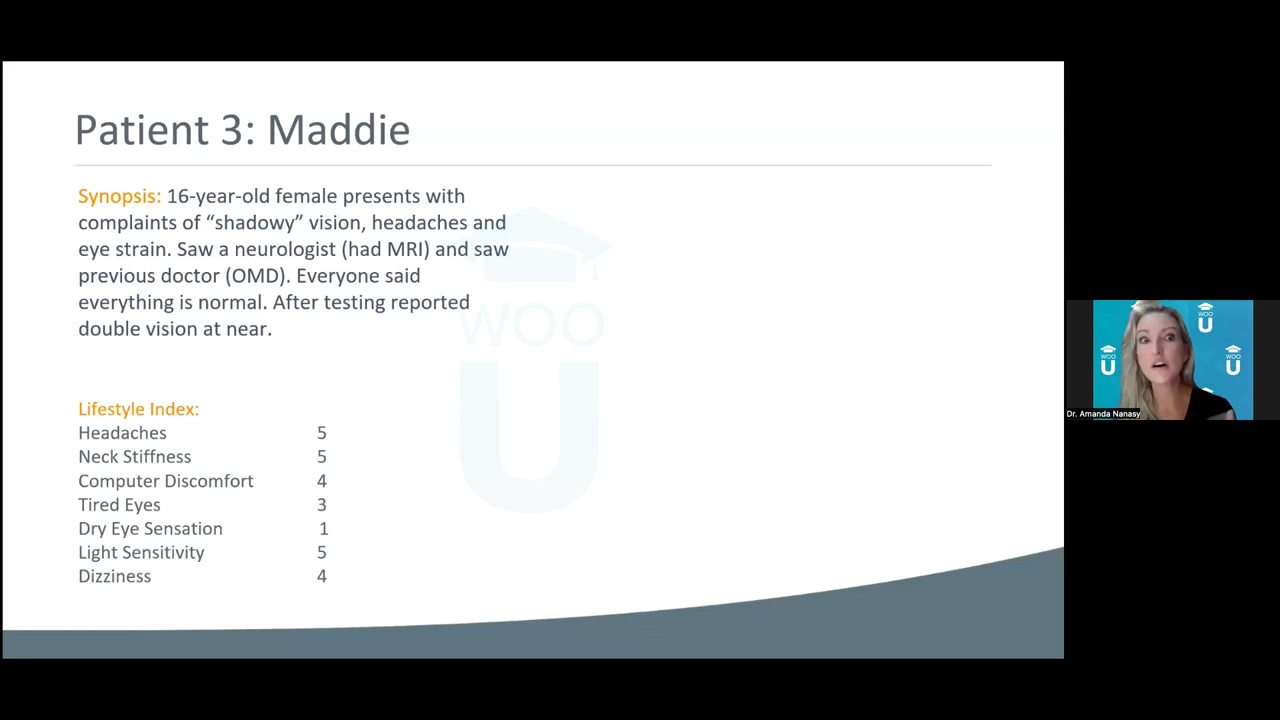 Patient 3: Maddie
Synopsis: 16-year-old female presents with
complaints of “shadowy” vision, headaches and
eye strain. Saw a neurologist (had MRI) and saw
previous doctor (OMD). Everyone said
everything is normal. After testing reported
double vision at near.
WOO
U
Lifestyle Index:
Headaches 5
Neck Stiffness 5
Computer Discomfort 4
Tired Eyes 3
Dry Eye Sensation 1
Light Sensitivity 5
Dizziness 4
WOO
U
WOO
U
WOO
U
Dr. Amanda Nanasy